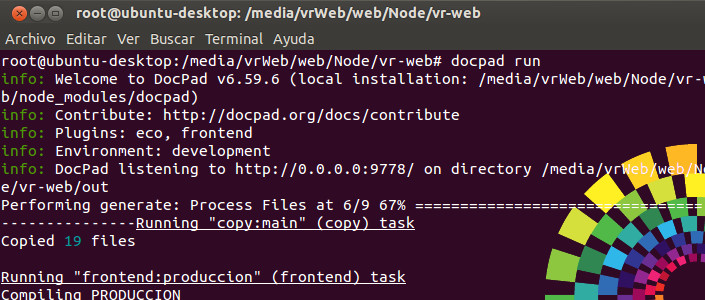 root@ubuntu-desktop: /media/vrWeb/web/Node/vr-web
Archivo Editar Ver Buscar Terminal Ayuda
root@ubuntu-desktop:/media/vrWeb/web/Node/vr-web# docpad run
info: Welcome to DocPad v6.59.6 (local installation: /media/vrWeb/web/Node/vr-w
b/node_modules/docpad)
info: Contribute: http://docpad.org/docs/contribute
info: Plugins: eco, frontend
info: Environment: development
info: DocPad listening to http://0.0.0.0:9778/ on directory /media/vrWeb/web/No
e/vr-web/out
Performing generate: Process Files at 6/9 67% ================================
---------------Running "copy:main" (copy) task
Copied 19 files
Running "frontend:produccion" (frontend) task
Compiling PRODUCCION